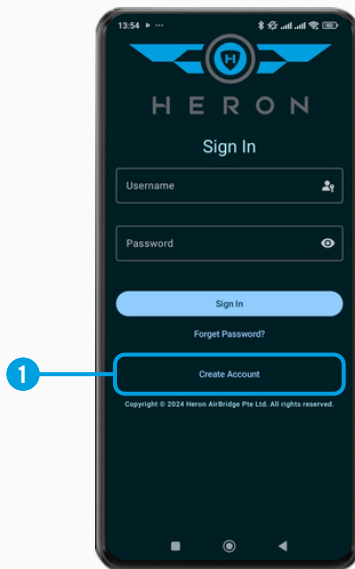 13:54
92
H
HERON
Sign In
Username
Password
Sign In
Forget Password?
1
Create Account
Copyright © 2024 Heron AirBridge Pte Ltd. All rights reserved.